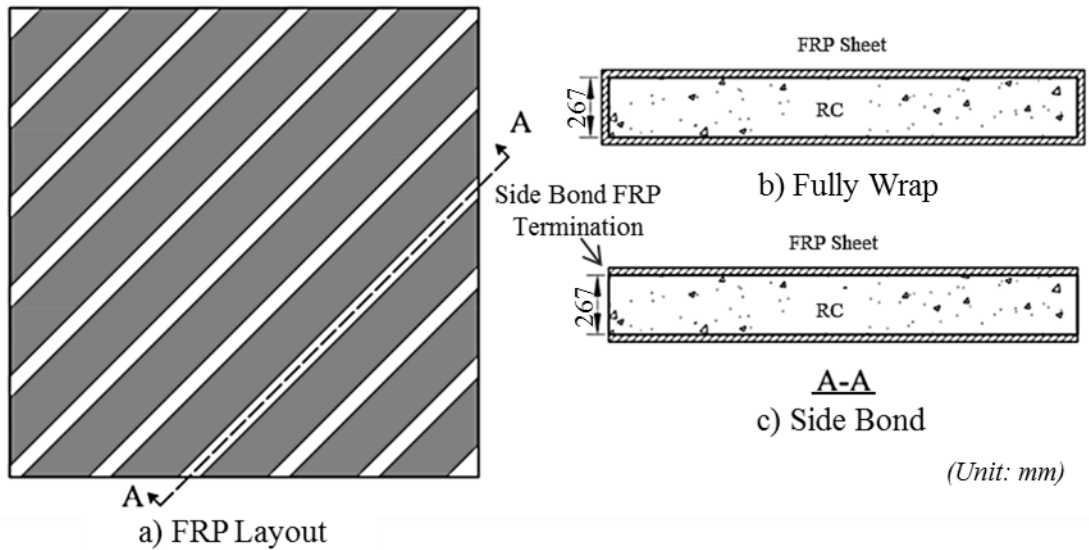 A
A
a) FRP Layout
FRP Sheet
267
RC
b) Fully Wrap
Side Bond FRP
Termination
FRP Sheet
267
RC
A-A
c) Side Bond
(Unit: mm)